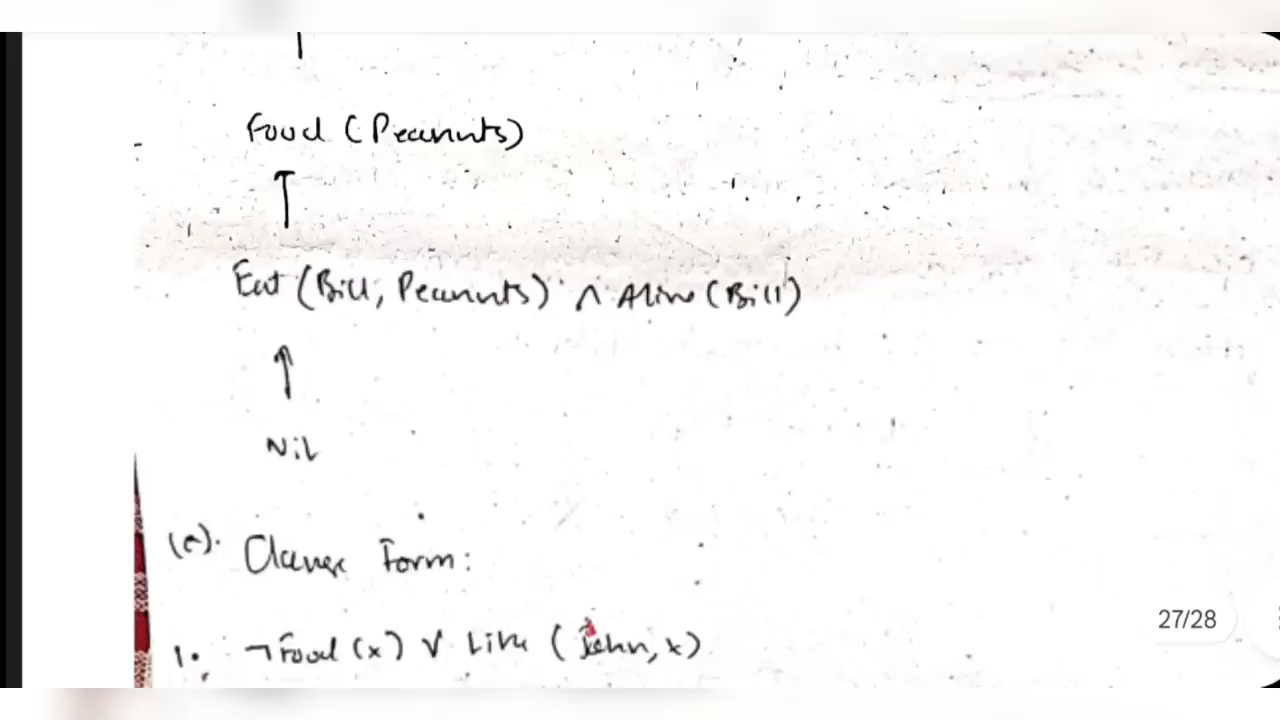 Food (Peanuts)
↑
Eat (Bill, Peanuts) ∧ Alive (Bill)
↑
Nil
(c). Clause Form:
1. ¬Food (x) ∨ Like (John, x)
27/28